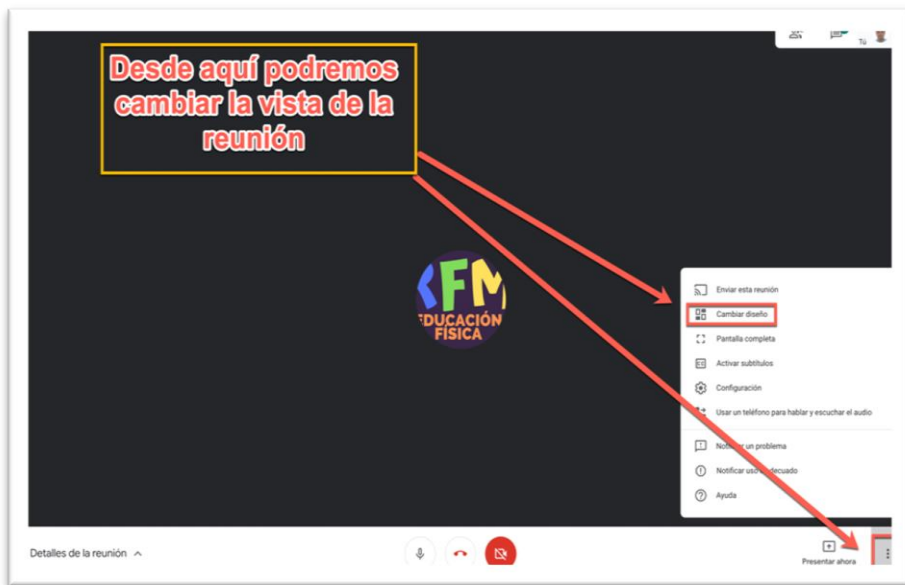 Tú
Desde aquí podremos
cambiar la vista de la
reunión
KFM
EDUCACIÓN
FÍSICA
Enviar esta reunión
Cambiar diseño
Pantalla completa
Activar subtítulos
Configuración
Usar un teléfono para hablar y escuchar el audio
Notificar un problema
Notificar uso inadecuado
Ayuda
Detalles de la reunión
Presentar ahora